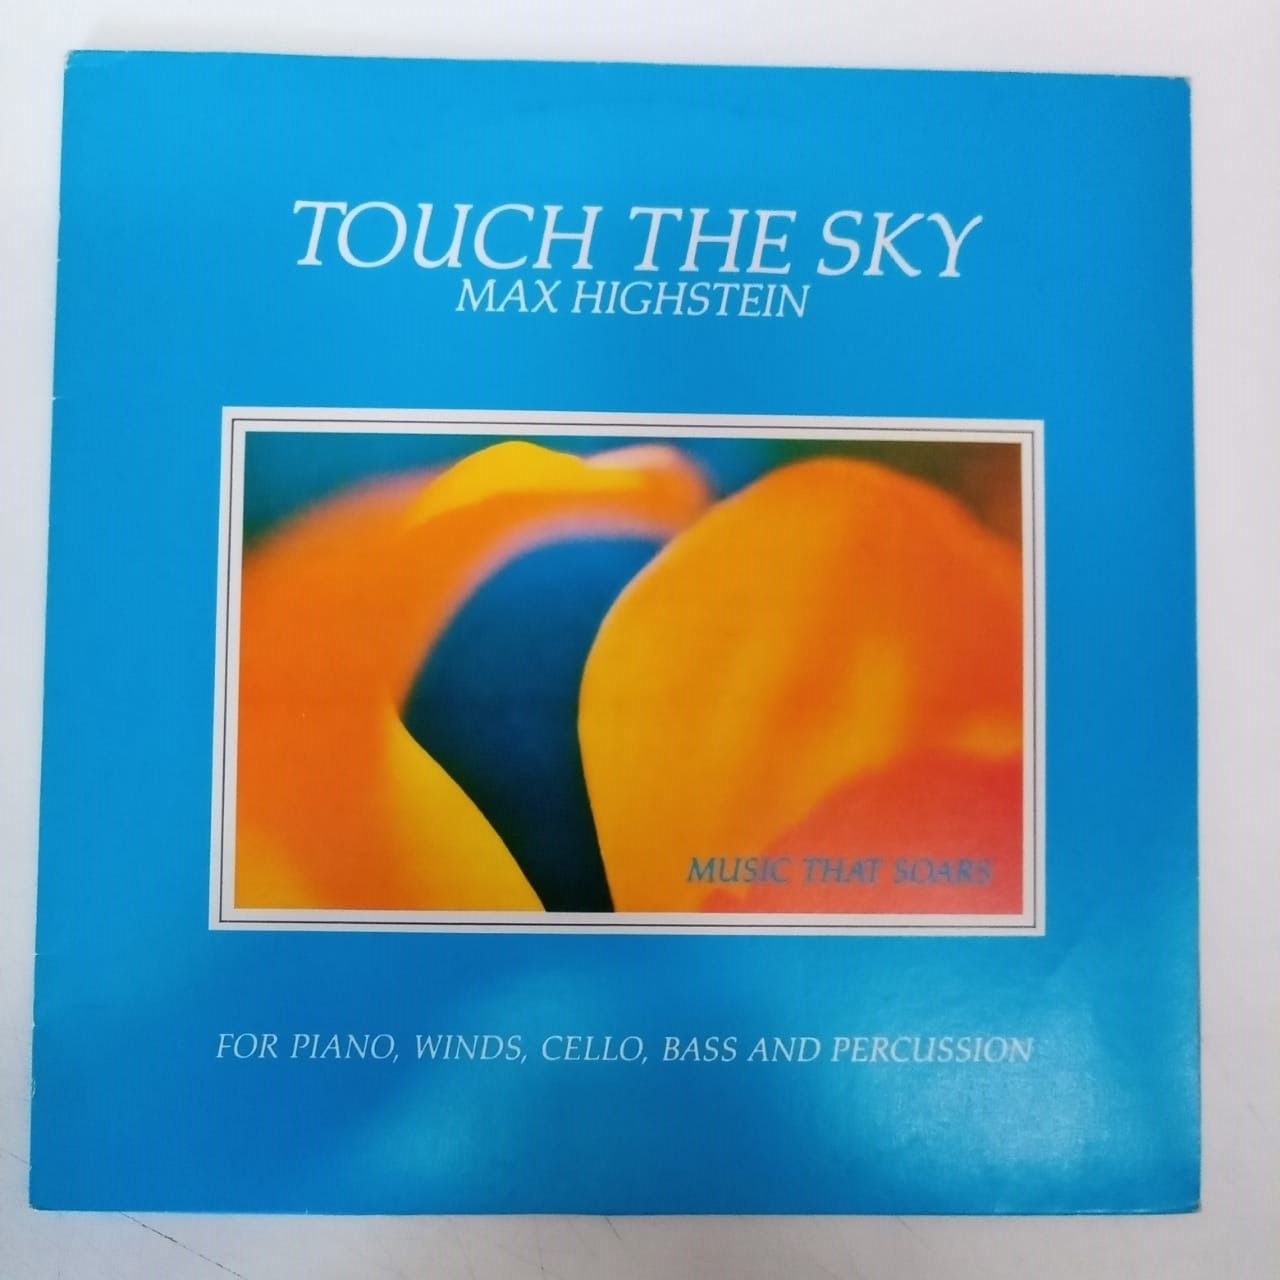 TOUCH THE SKY
MAX HIGHSTEIN
MUSIC THAT SOARS
FOR PIANO, WINDS, CELLO, BASS AND PERCUSSION